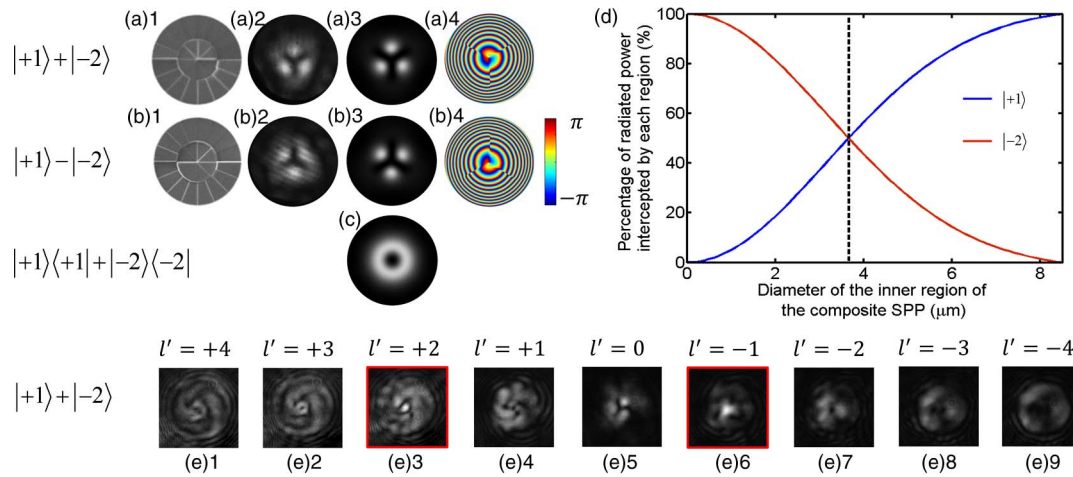 |+1⟩+|−2⟩
(a)1
(a)2
(a)3
(a)4
|+1⟩−|−2⟩
(b)1
(b)2
(b)3
(b)4
π
−π
|+1⟩⟨+1|+|−2⟩⟨−2|
(c)
(d)
Percentage of radiated power
intercepted by each region (%)
100
80
60
40
20
0
|+1⟩
|−2⟩
0
2
4
6
8
Diameter of the inner region of
the composite SPP (μm)
l′ = +4
l′ = +3
l′ = +2
l′ = +1
l′ = 0
l′ = −1
l′ = −2
l′ = −3
l′ = −4
|+1⟩+|−2⟩
(e)1
(e)2
(e)3
(e)4
(e)5
(e)6
(e)7
(e)8
(e)9